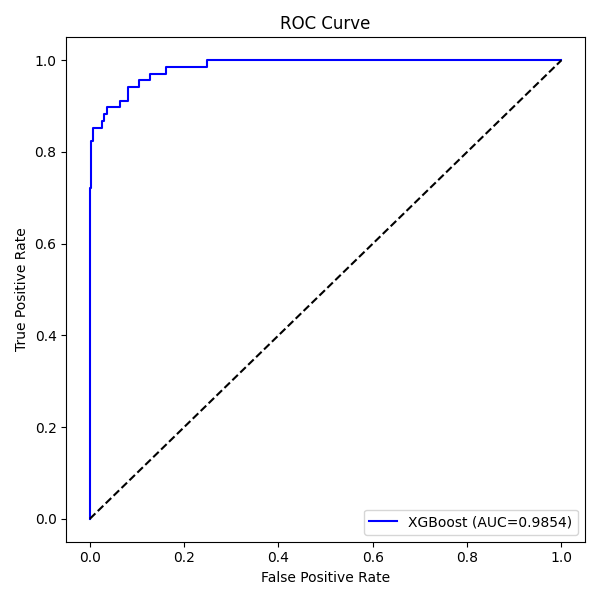 ROC Curve
1.0
0.8
0.6
0.4
0.2
0.0
True Positive Rate
0.0 0.2 0.4 0.6 0.8 1.0
False Positive Rate
XGBoost (AUC=0.9854)